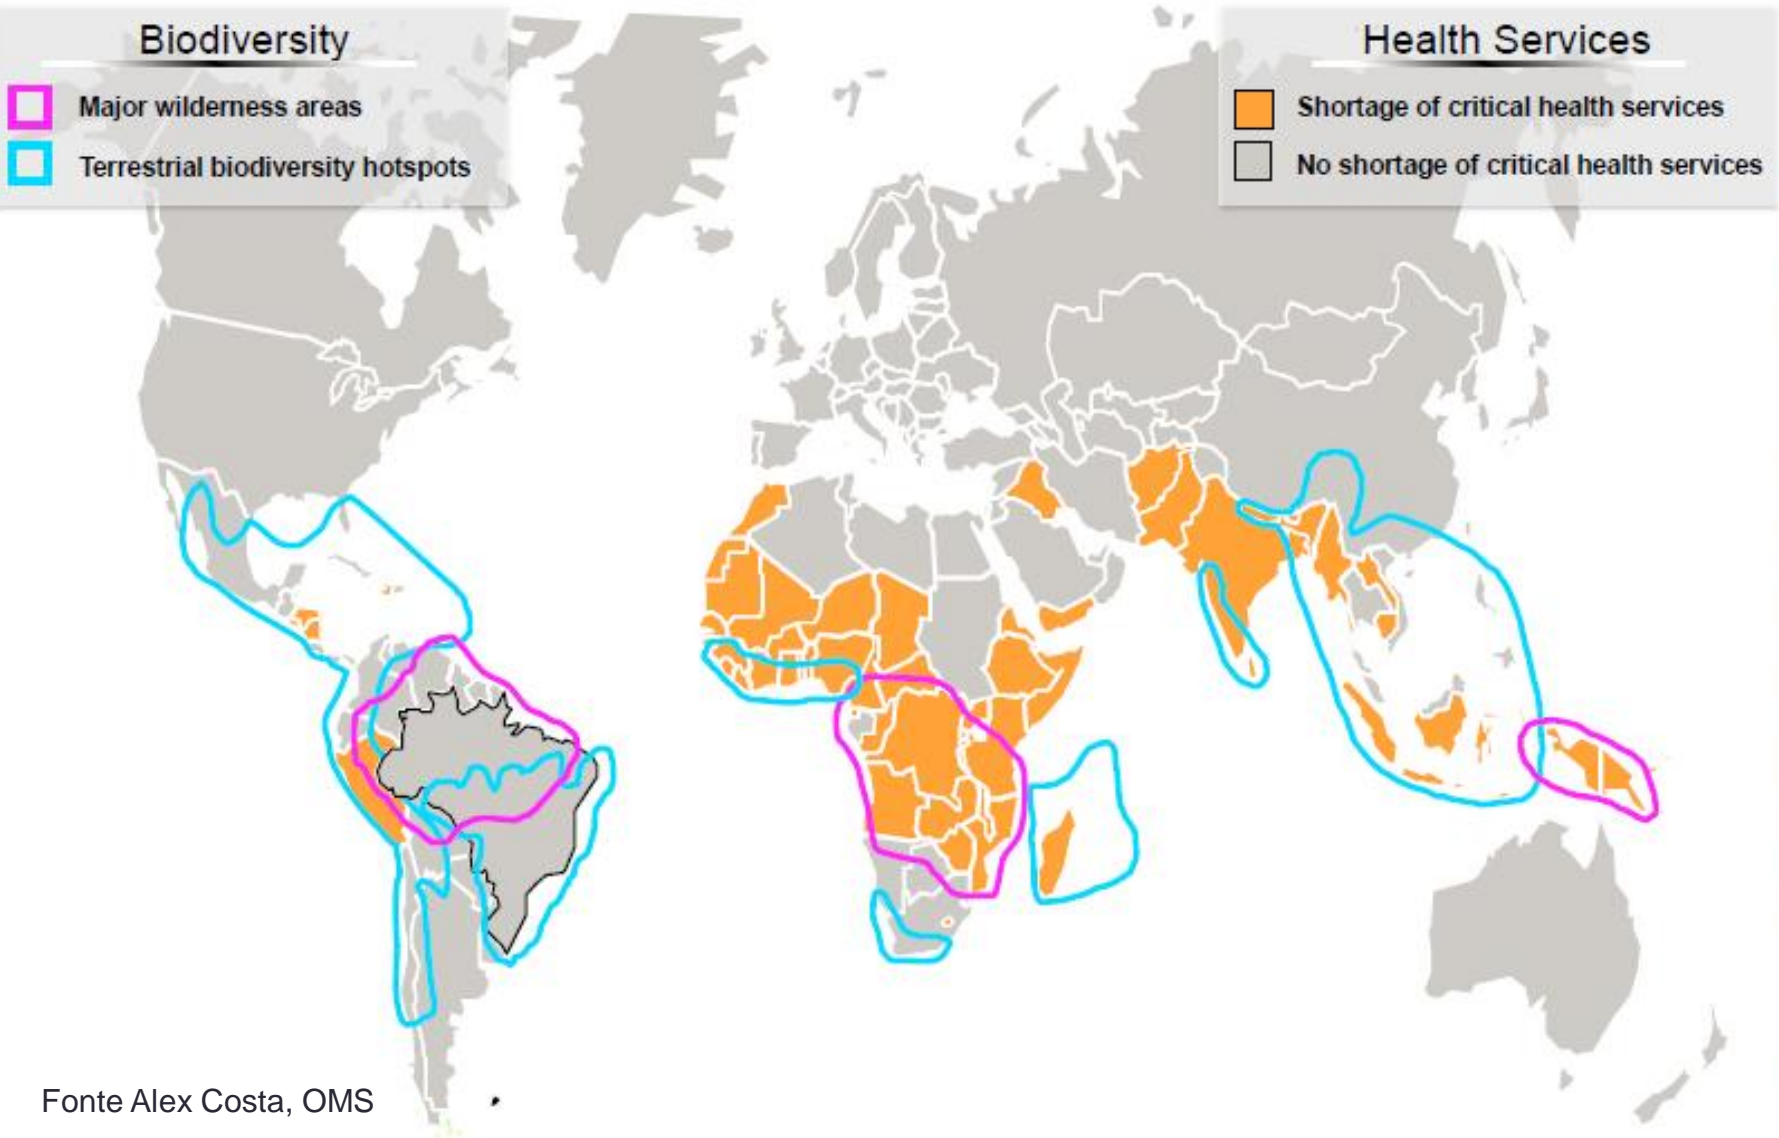 Biodiversity
Major wilderness areas
Terrestrial biodiversity hotspots
Health Services
Shortage of critical health services
No shortage of critical health services
Fonte Alex Costa, OMS